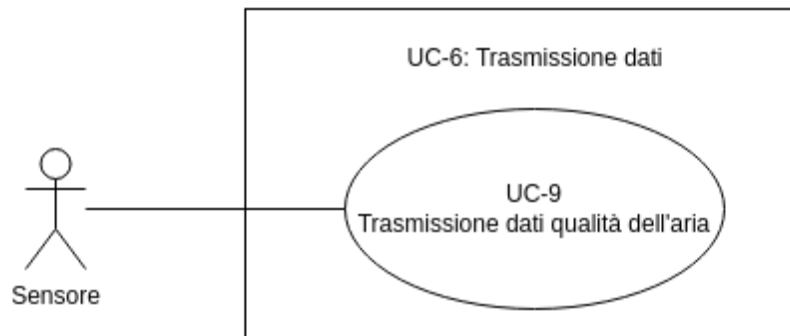 UC-6: Trasmissione dati
UC-9
Trasmissione dati qualità dell'aria
Sensore